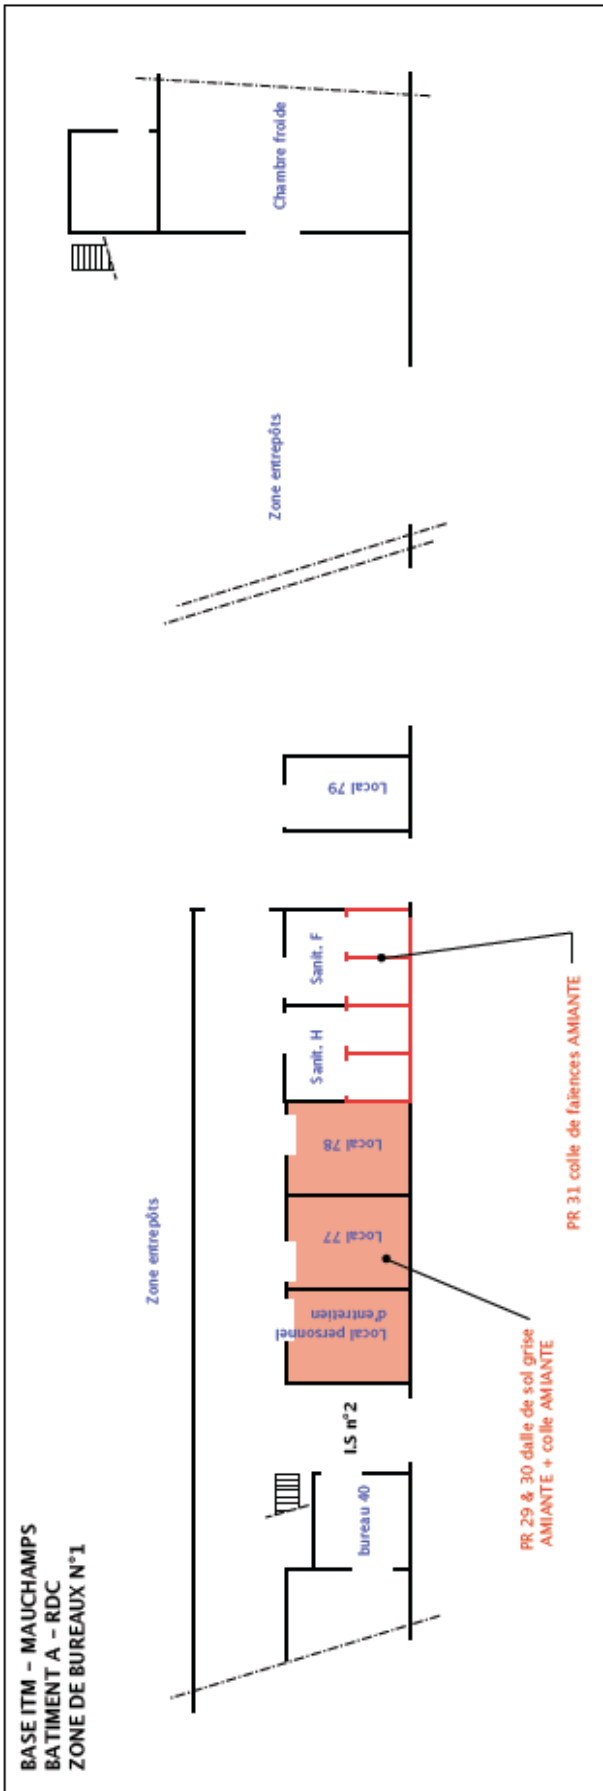 BASE ITM – MAUCHAMPS
BATIMENT A – RDC
ZONE DE BUREAUX N°1
Zone entrepôts
bureau 40
I.S n°2
Local personnel
d'entretien
Local 77
Local 78
Sanit. H
Sanit. F
Local 79
Zone entrepôts
Chambre froide
PR 29 & 30 dalle de sol grise
AMIANTE + colle AMIANTE
PR 31 colle de faïences AMIANTE